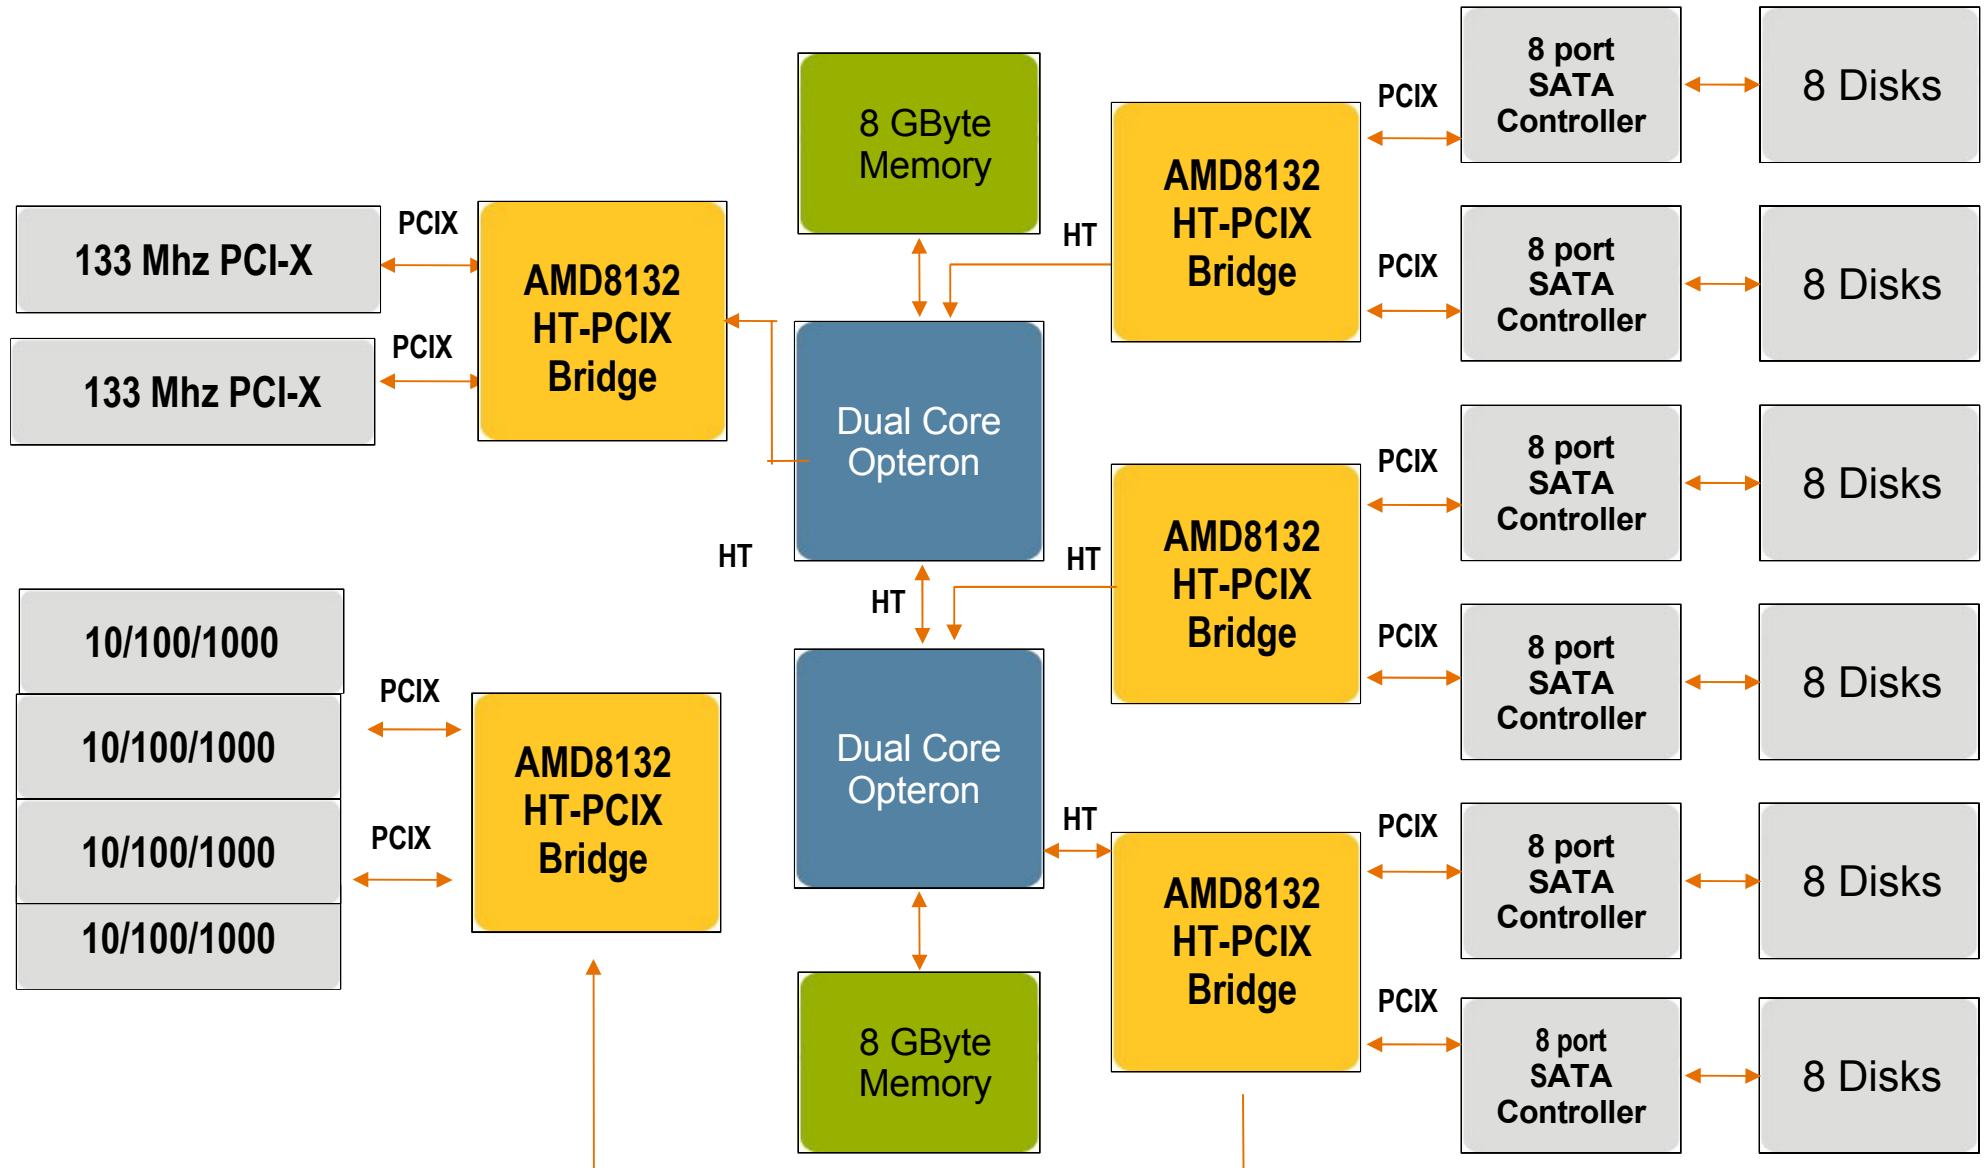 133 Mhz PCI-X
PCIX
133 Mhz PCI-X
PCIX
AMD8132
HT-PCIX
Bridge
10/100/1000
10/100/1000
10/100/1000
10/100/1000
PCIX
PCIX
AMD8132
HT-PCIX
Bridge
8 GByte
Memory
Dual Core
Opteron
HT
HT
Dual Core
Opteron
8 GByte
Memory
HT
AMD8132
HT-PCIX
Bridge
HT
AMD8132
HT-PCIX
Bridge
HT
AMD8132
HT-PCIX
Bridge
PCIX
8 port
SATA
Controller
8 Disks
PCIX
8 port
SATA
Controller
8 Disks
PCIX
8 port
SATA
Controller
8 Disks
PCIX
8 port
SATA
Controller
8 Disks
PCIX
8 port
SATA
Controller
8 Disks
PCIX
8 port
SATA
Controller
8 Disks